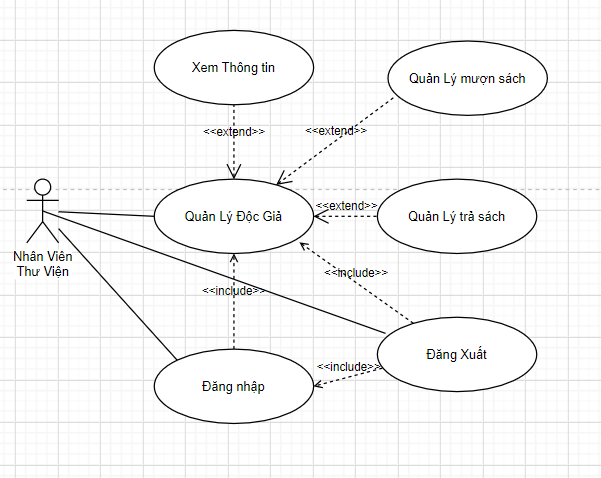 Xem Thông tin
Quản Lý mượn sách
<<extend>>
<<extend>>
Quản Lý Độc Giả
<<extend>>
Quản Lý trả sách
Nhân Viên
Thư Viện
<<include>>
<<include>>
Đăng nhập
<<include>>
Đăng Xuất